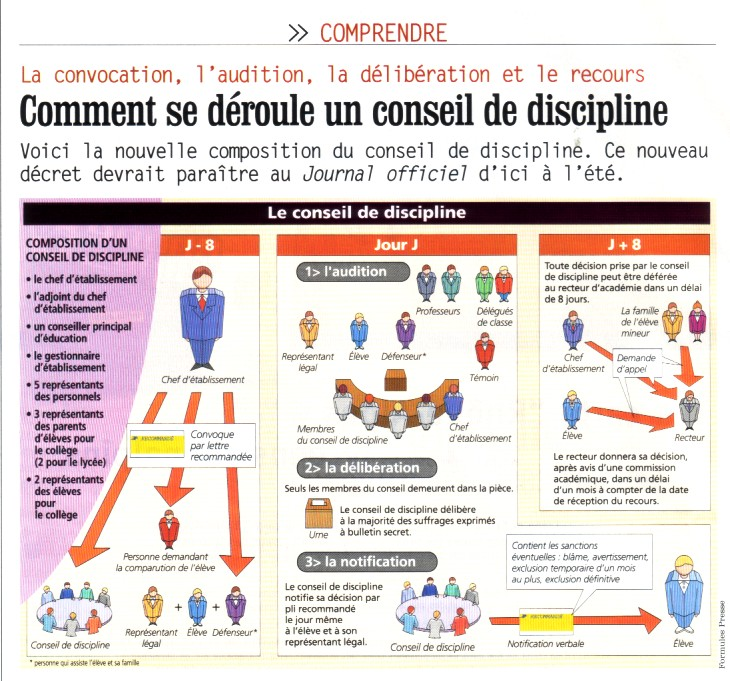 >> COMPRENDRE
La convocation, l'audition, la délibération et le recours
Comment se déroule un conseil de discipline
Voici la nouvelle composition du conseil de discipline. Ce nouveau
décret devrait paraître au Journal officiel d'ici à l'été.
Le conseil de discipline
COMPOSITION D'UN
CONSEIL DE DISCIPLINE
• le chef d'établissement
• l'adjoint du chef
d'établissement
• un conseiller principal
d'éducation
• le gestionnaire
d'établissement
• 5 représentants
des personnels
• 3 représentants
des parents
d'élèves pour
le collège
(2 pour le lycée)
• 2 représentants
des élèves
pour
le collège
J - 8
Chef d'établissement
RECOMMANDÉ
Convoque
par lettre
recommandée
Personne demandant
la comparution de l'élève
Conseil de discipline
Représentant
légal
+
Élève
+
Défenseur*
* personne qui assiste l'élève et sa famille
Jour J
1> l'audition
Professeurs
Délégués
de classe
Représentant
légal
Élève
Défenseur*
Témoin
Membres
du conseil de discipline
Chef
d'établissement
2> la délibération
Seuls les membres du conseil demeurent dans la pièce.
Urne
Le conseil de discipline délibère
à la majorité des suffrages exprimés
à bulletin secret.
3> la notification
Le conseil de discipline
notifie sa décision par
pli recommandé
le jour même
à l'élève et à son
représentant légal.
Conseil de discipline
Contient les sanctions
éventuelles : blâme, avertissement,
exclusion temporaire d'un mois
au plus, exclusion définitive
RECOMMANDÉ
Notification verbale
Élève
J + 8
Toute décision prise par le conseil
de discipline peut être déférée
au recteur d'académie dans un délai
de 8 jours.
La famille
de l'élève
mineur
Chef
d'établissement
Demande
d'appel
Élève
Recteur
Le recteur donnera sa décision,
après avis d'une commission
académique, dans un délai
d'un mois à compter de la date
de réception du recours.
Formules Presse